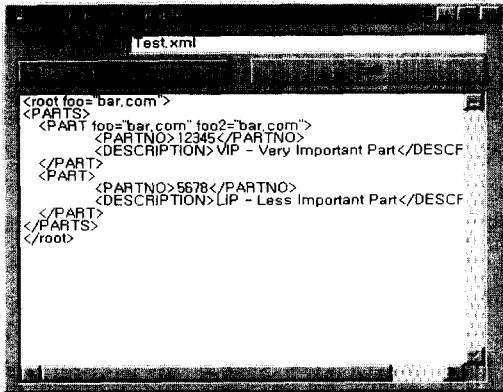 Test.xml
<root foo="bar.com">
<PARTS>
<PART foo="bar.com" foo2="bar.com">
<PARTNO>12345</PARTNO>
<DESCRIPTION>VIP - Very Important Part</DESCF
</PART>
<PART>
<PARTNO>5678</PARTNO>
<DESCRIPTION>LIP - Less Important Part</DESCF
</PART>
</PARTS>
</root>